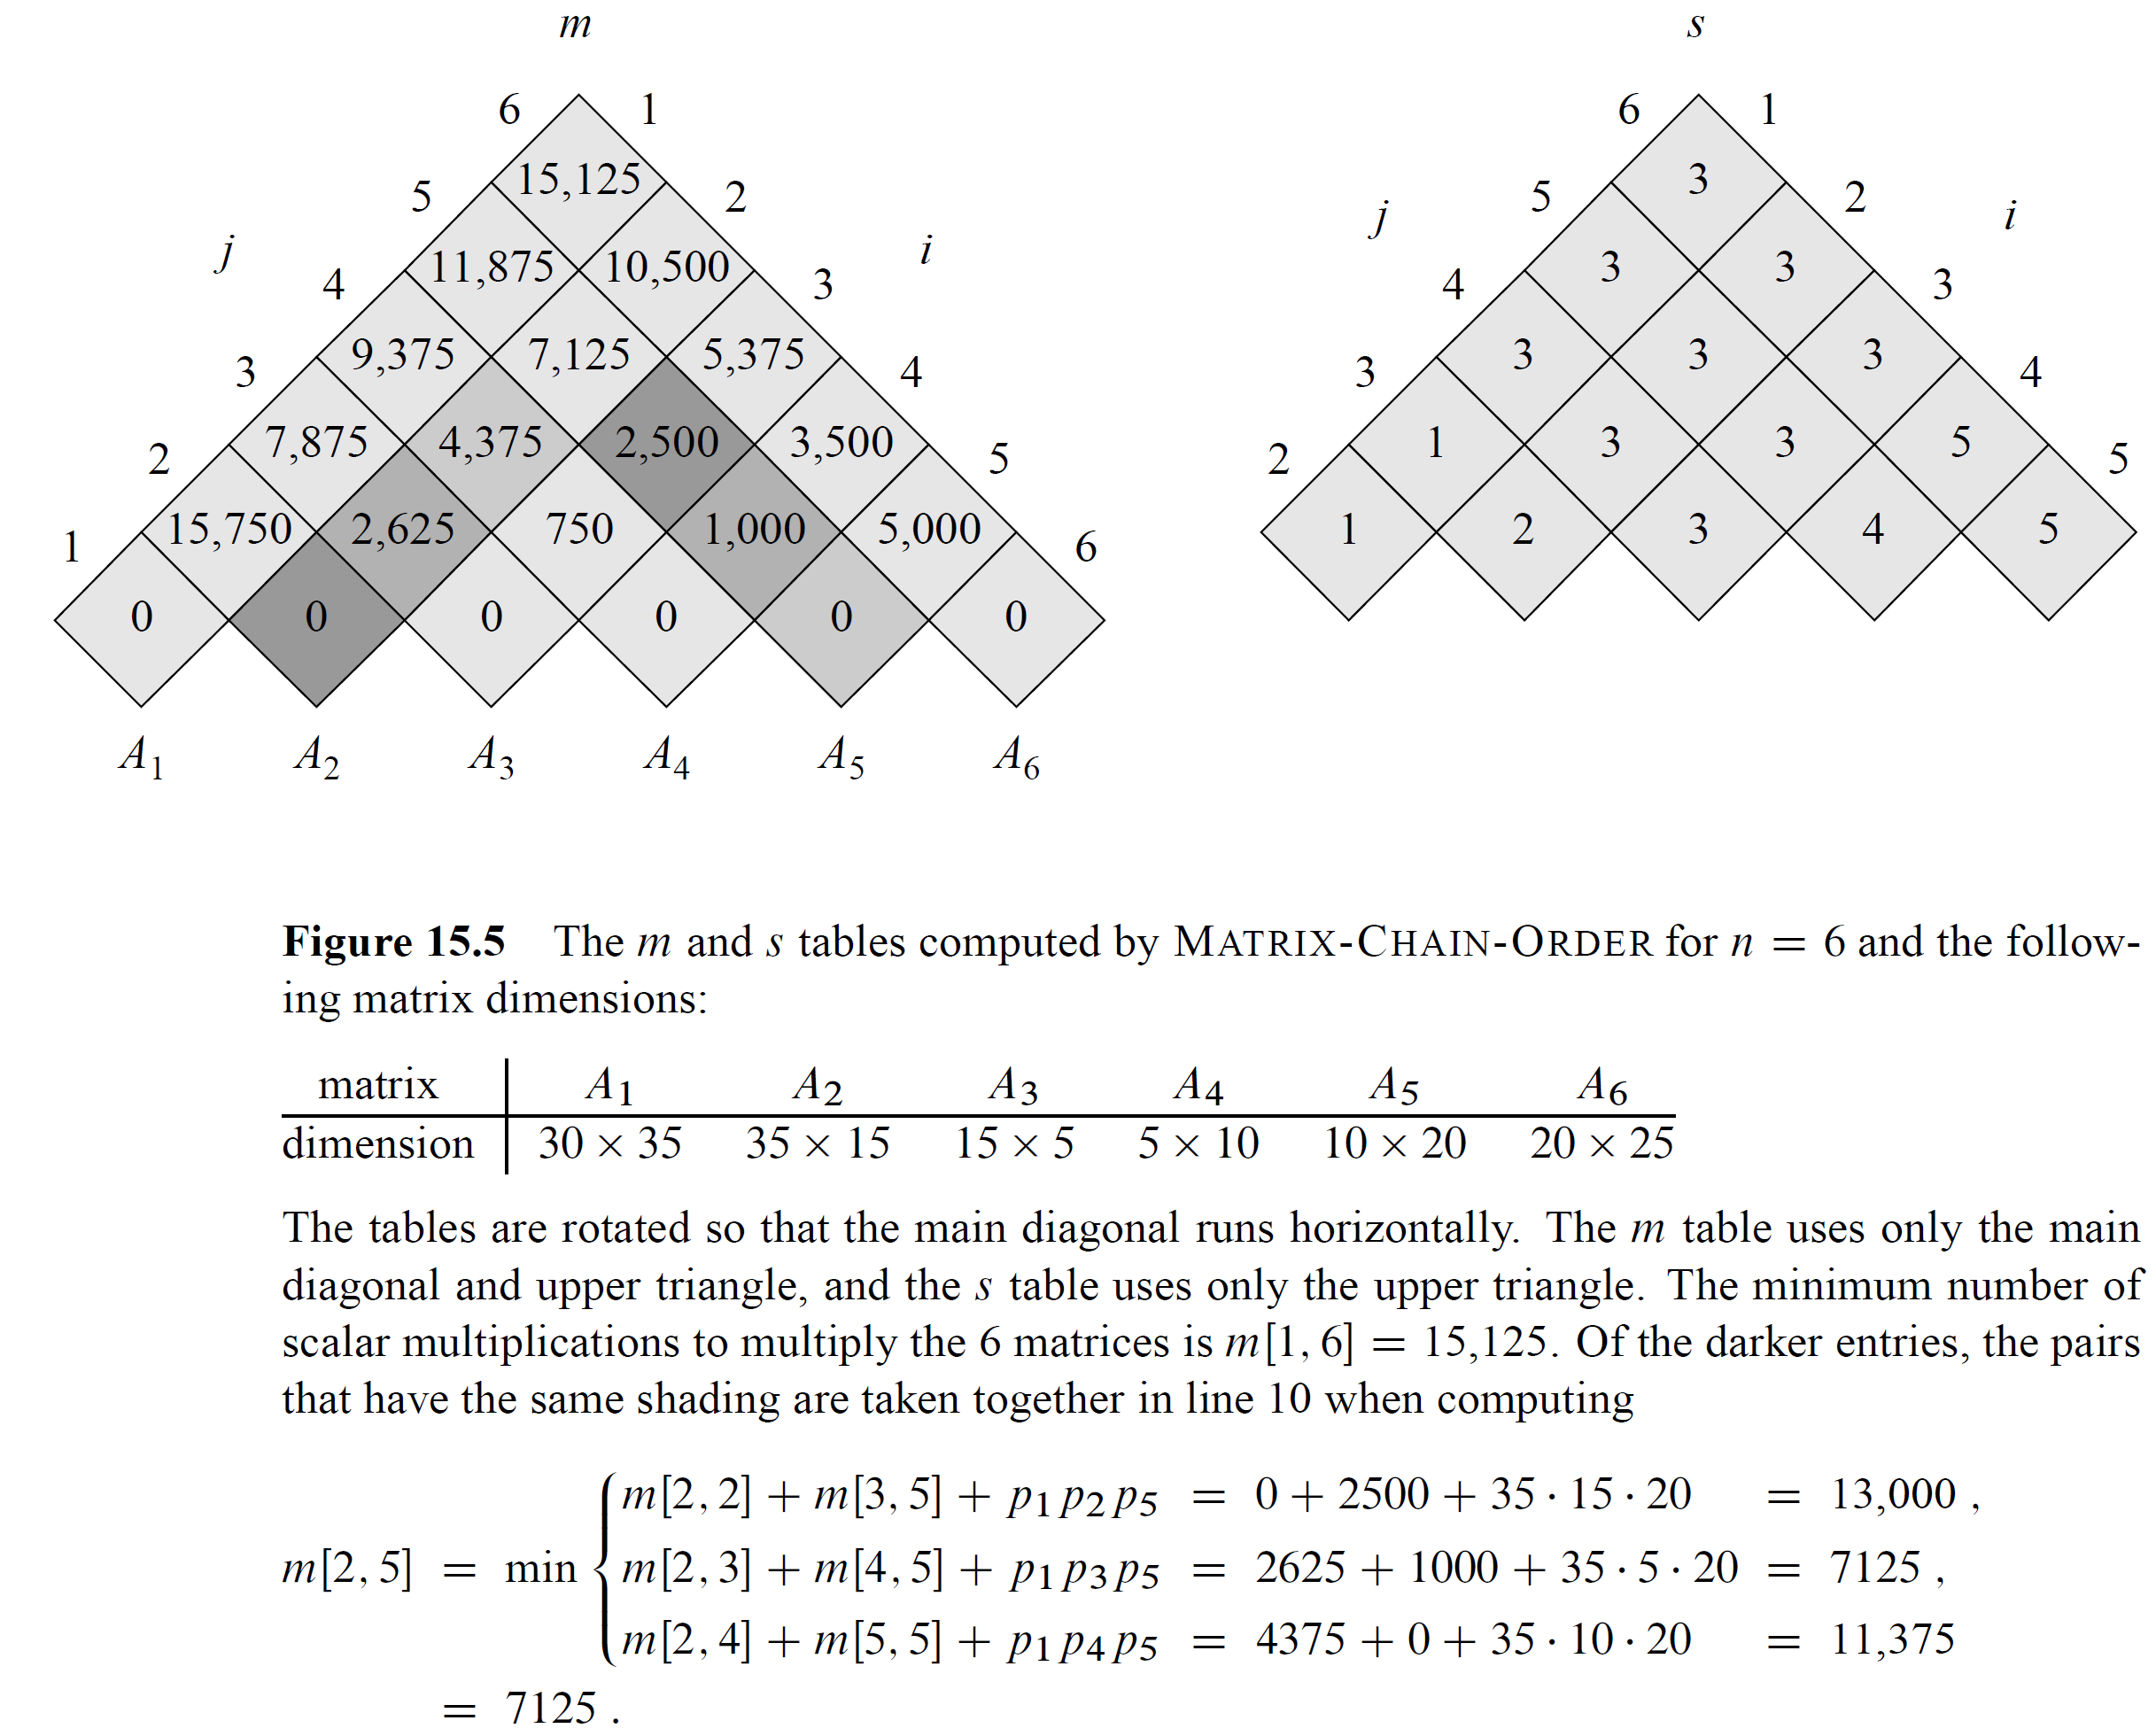 m s
6 1 6 1
15,125 3
5 2 5 2
j i j i
11,875 10,500 3 3
4 3 4 3
9,375 7,125 5,375 3 3 3
3 4 3 4
7,875 4,375 2,500 3,500 1 3 3 5
2 5 2 5
15,750 2,625 750 1,000 5,000 1 2 3 4 5
1 6
0 0 0 0 0 0
A₁ A₂ A₃ A₄ A₅ A₆
Figure 15.5 The m and s tables computed by MATRIX-CHAIN-ORDER for n = 6 and the follow-
ing matrix dimensions:
matrix A₁ A₂ A₃ A₄ A₅ A₆
dimension 30 × 35 35 × 15 15 × 5 5 × 10 10 × 20 20 × 25
The tables are rotated so that the main diagonal runs horizontally. The m table uses only the main
diagonal and upper triangle, and the s table uses only the upper triangle. The minimum number of
scalar multiplications to multiply the 6 matrices is m[1, 6] = 15,125. Of the darker entries, the pairs
that have the same shading are taken together in line 10 when computing
m[2, 2] + m[3, 5] + p₁p₂p₅ = 0 + 2500 + 35 · 15 · 20 = 13,000 ,
m[2, 5] = min { m[2, 3] + m[4, 5] + p₁p₃p₅ = 2625 + 1000 + 35 · 5 · 20 = 7125 ,
m[2, 4] + m[5, 5] + p₁p₄p₅ = 4375 + 0 + 35 · 10 · 20 = 11,375
= 7125 .